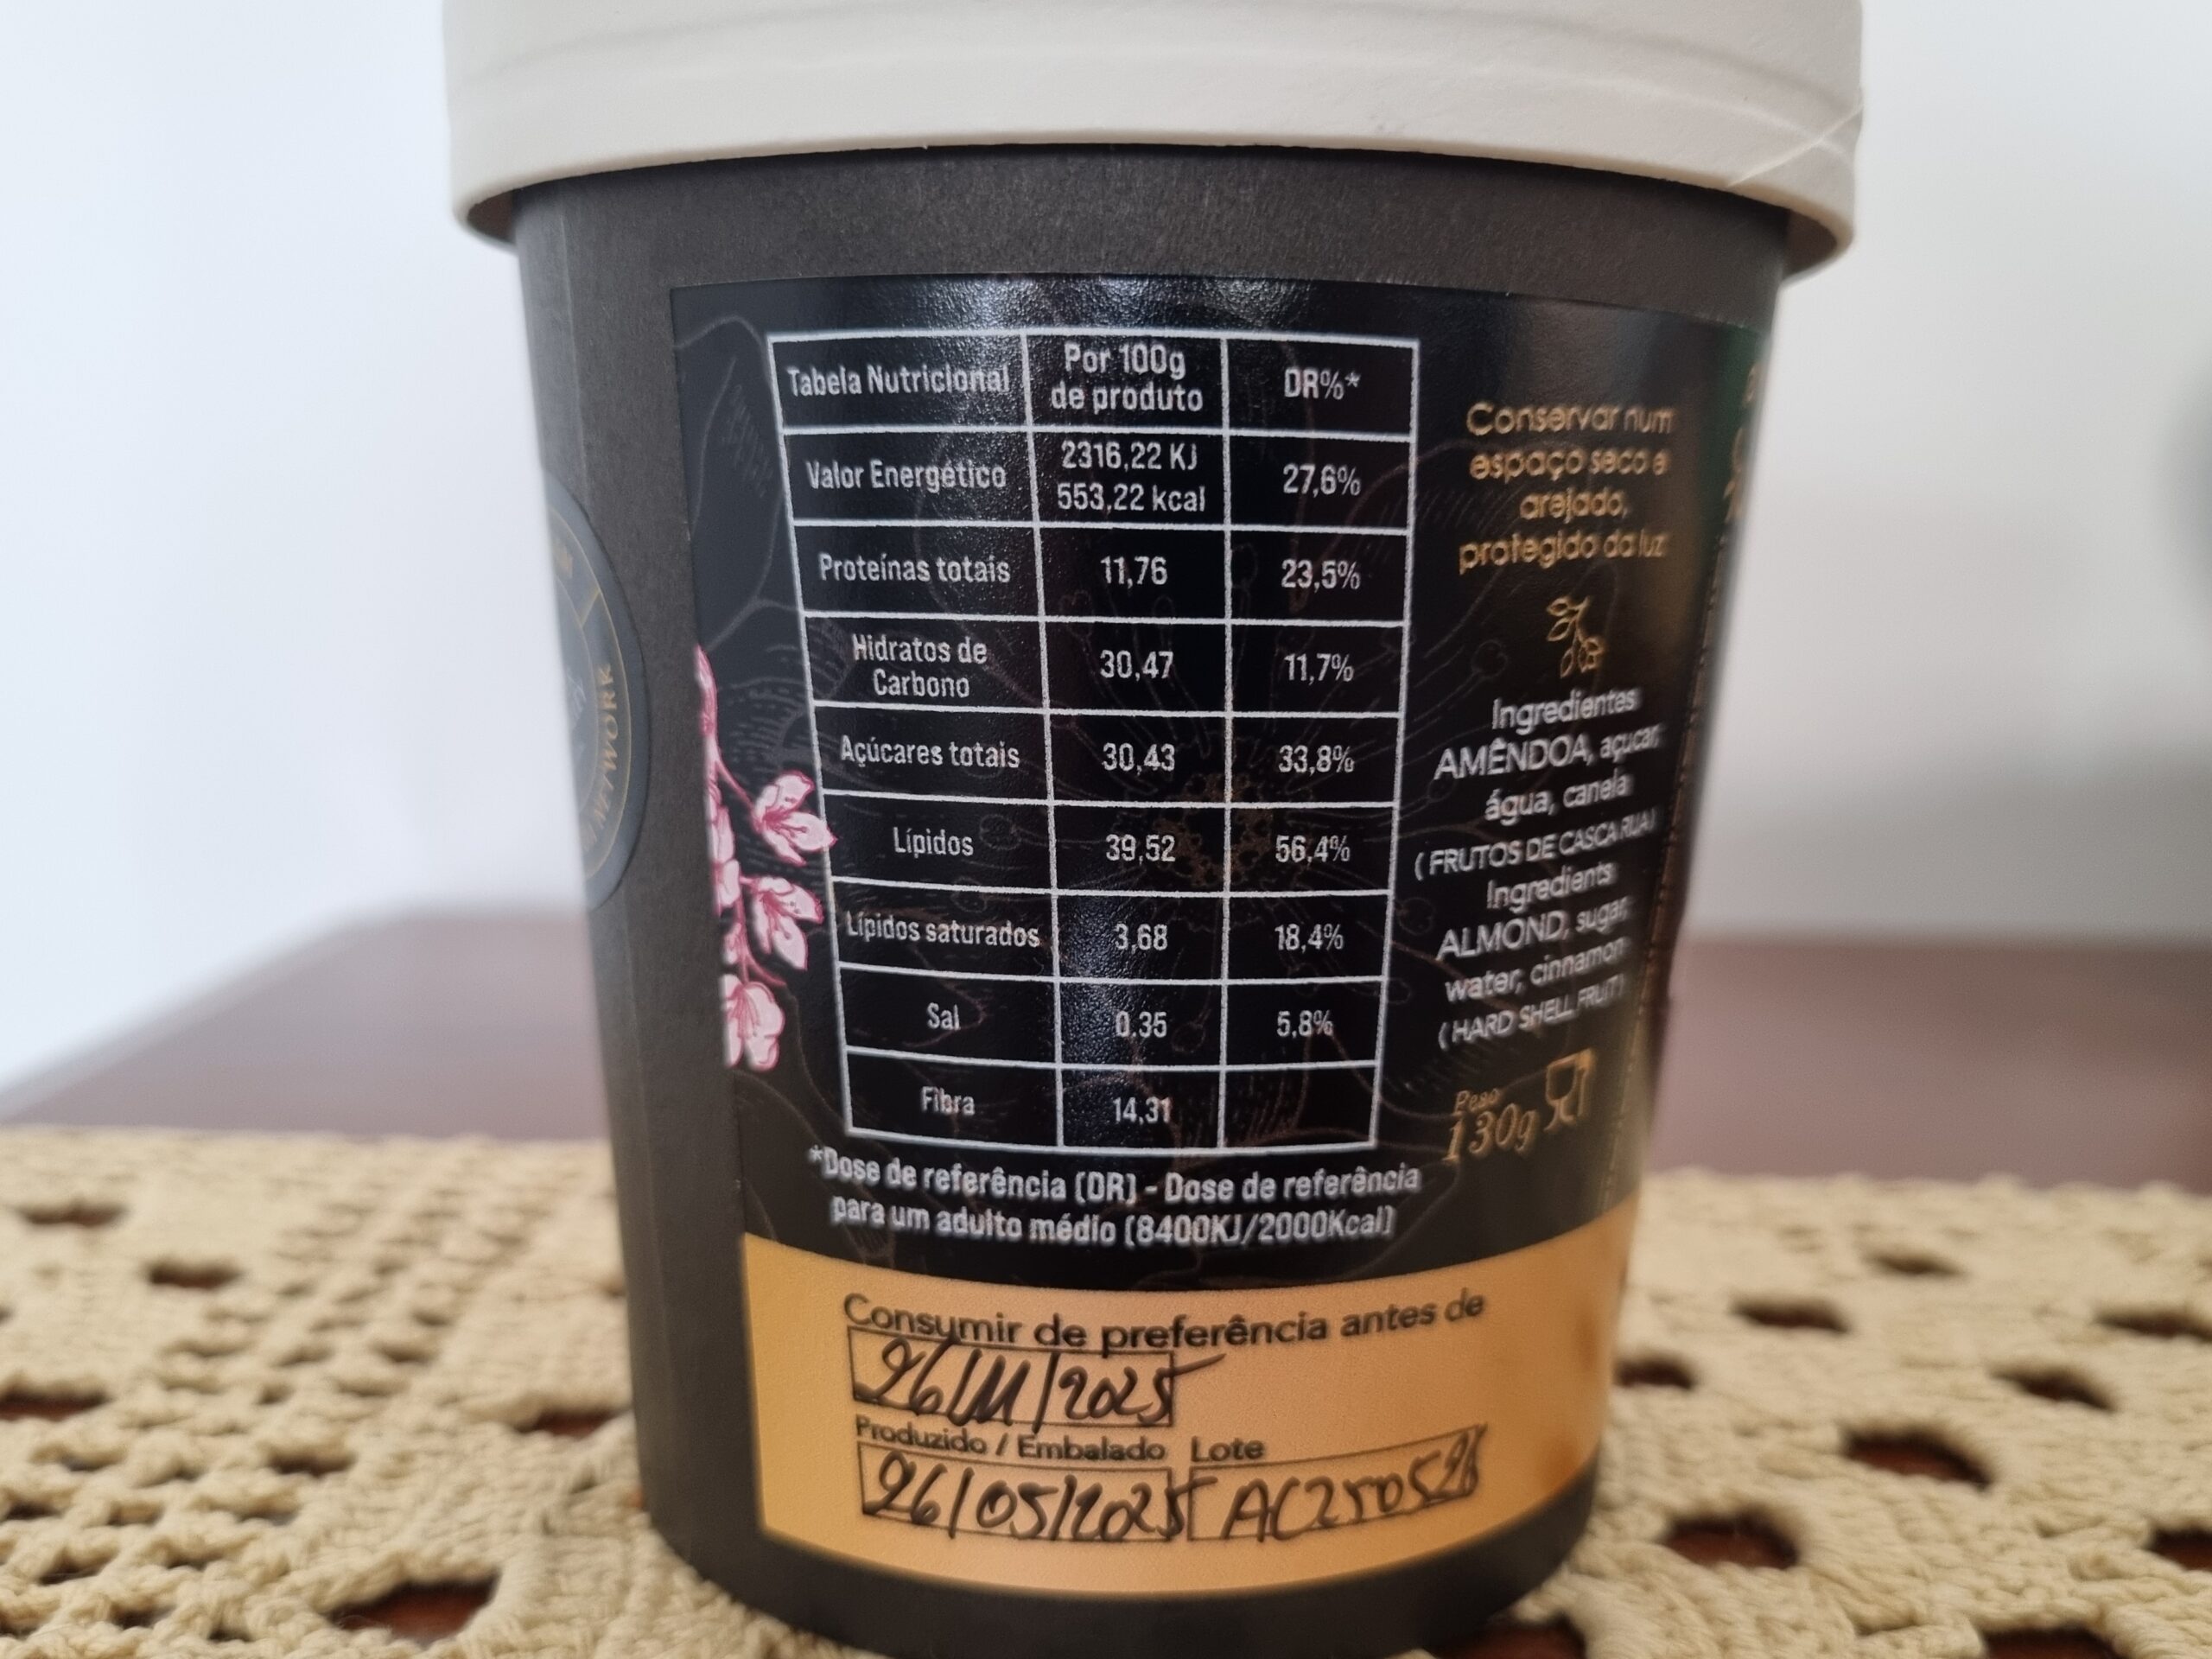 Tabela Nutricional
Por 100g
de produto
DR%*
Valor Energético
2316,22 KJ
553,22 kcal
27,6%
Proteínas totais
11,76
23,5%
Hidratos de
Carbono
30,47
11,7%
Açúcares totais
30,43
33,8%
Lípidos
39,52
56,4%
Lípidos saturados
3,68
18,4%
Sal
0,35
5,8%
Fibra
14,31
*Dose de referência (DR) - Dose de referência
para um adulto médio (8400KJ/2000Kcal)
Conservar num
espaço seco e
arejado,
protegido da luz
Ingredientes
AMÊNDOA, açucar,
água, canela
( FRUTOS DE CASCA RIJA)
Ingredients
ALMOND, sugar,
water, cinnamon
( HARD SHELL FRUIT)
Peso
130g
Consumir de preferência antes de
26/11/2025
Produzido / Embalado Lote
26/05/2025 AC250526